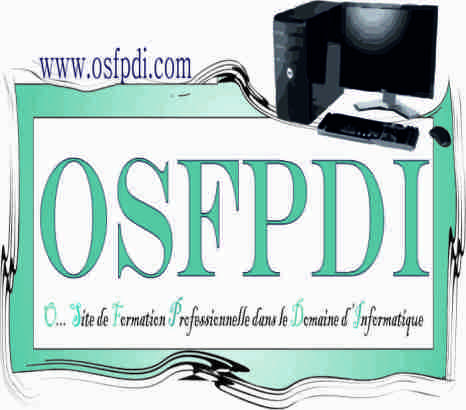 www.osfpdi.com
OSFPDI
O... Site de Formation Professionnelle dans le Domaine d'Informatique